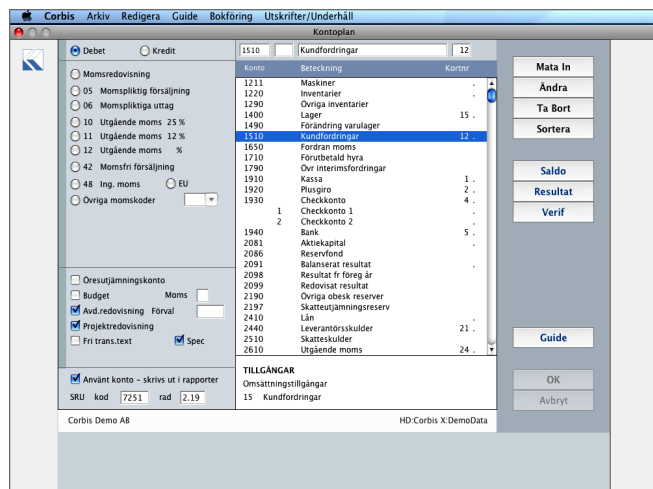 Corbis Arkiv Redigera Guide Bokföring Utskrifter/Underhåll
Kontoplan
Debet Kredit
Momsredovisning
05 Momspliktig försäljning
06 Momspliktiga uttag
10 Utgående moms 25 %
11 Utgående moms 12 %
12 Utgående moms %
42 Momsfri försäljning
48 Ing. moms EU
Övriga momskoder
Öresutjämningskonto
Budget Moms
Avd.redovisning Förval
Projektredovisning
Fri trans.text Spec
Använt konto – skrivs ut i rapporter
SRU kod 7251 rad 2.19
1510 Kundfordringar 12
Konto Beteckning Kortnr
1211 Maskiner .
1220 Inventarier .
1290 Övriga inventarier
1400 Lager 15 .
1490 Förändring varulager
1510 Kundfordringar 12 .
1650 Fordran moms
1710 Förutbetald hyra
1790 Övr interimsfordringar
1910 Kassa 1 .
1920 Plusgiro 2 .
1930 Checkkonto 4 .
1 Checkkonto 1 .
2 Checkkonto 2 .
1940 Bank 5 .
2081 Aktiekapital .
2086 Reservfond
2091 Balanserat resultat .
2098 Resultat fr föreg år
2099 Redovisat resultat
2190 Övriga obesk reserver
2197 Skatteutjämningsreserv
2410 Lån .
2440 Leverantörsskulder 21 .
2510 Skatteskulder
2610 Utgående moms 24 .
TILLGÅNGAR
Omsättningstillgångar
15 Kundfordringar
Mata In
Ändra
Ta Bort
Sortera
Saldo
Resultat
Verif
Guide
OK
Avbryt
Corbis Demo AB HD:Corbis X:DemoData